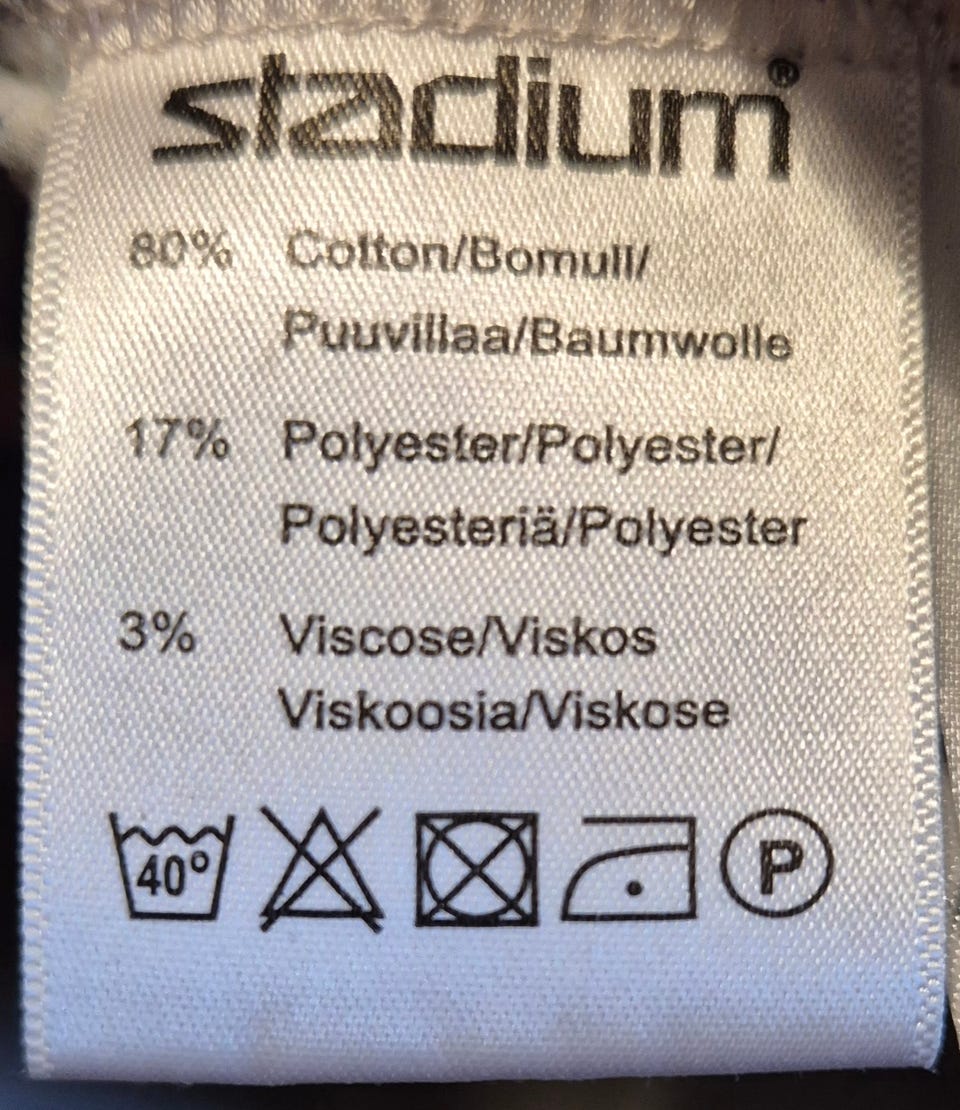 stadium®
80% Cotton/Bomull/
Puuvillaa/Baumwolle
17% Polyester/Polyester/
Polyesteriä/Polyester
3% Viscose/Viskos
Viskoosia/Viskose
40° P